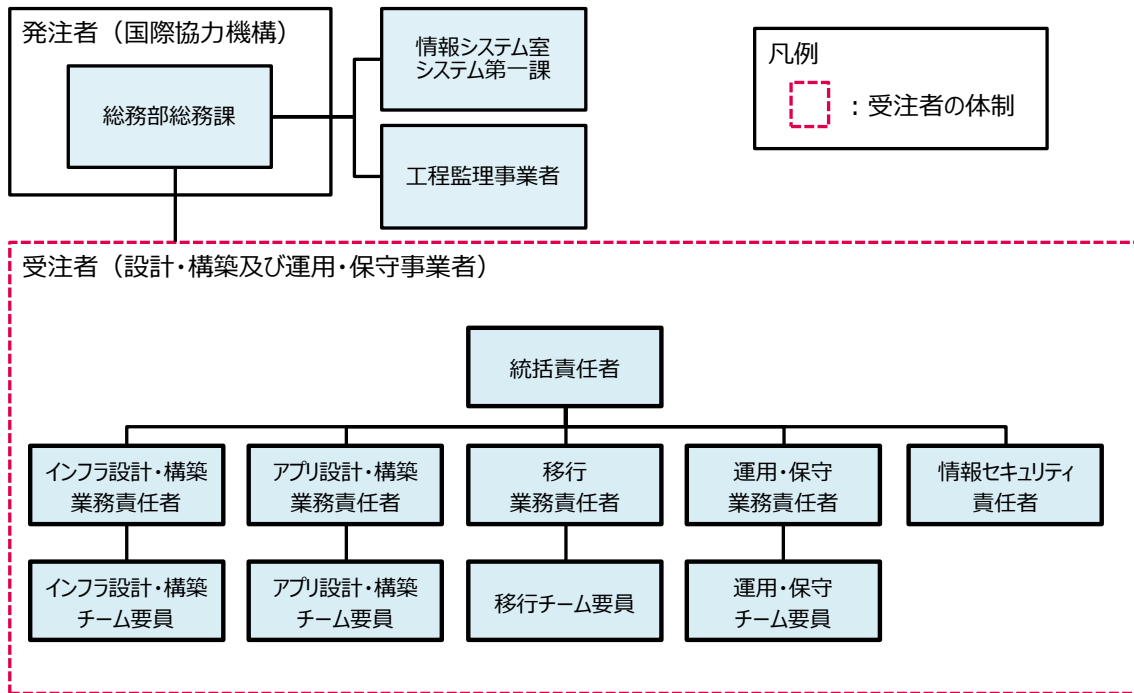 発注者（国際協力機構）
総務部総務課
情報システム室
システム第一課
工程監理事業者
凡例
：受注者の体制
受注者（設計・構築及び運用・保守事業者）
統括責任者
インフラ設計・構築
業務責任者
アプリ設計・構築
業務責任者
移行
業務責任者
運用・保守
業務責任者
情報セキュリティ
責任者
インフラ設計・構築
チーム要員
アプリ設計・構築
チーム要員
移行チーム要員
運用・保守
チーム要員